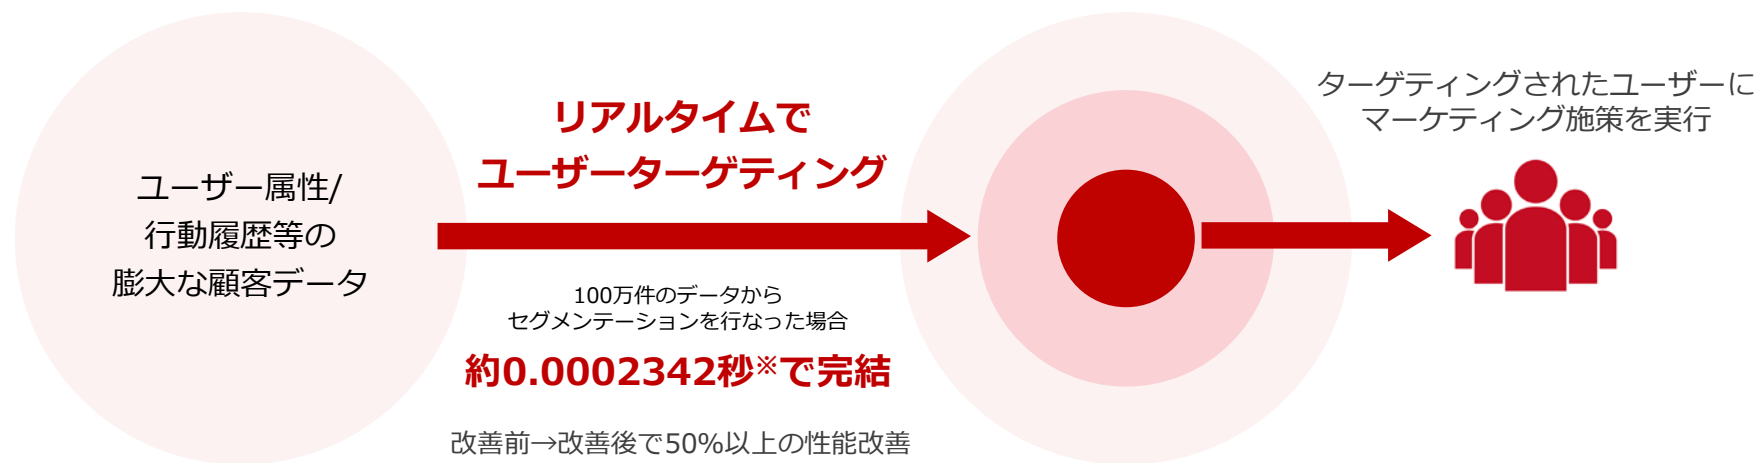 ユーザー属性/
行動履歴等の
膨大な顧客データ
リアルタイムで
ユーザーターゲティング
100万件のデータから
セグメンテーションを行なった場合
約0.0002342秒※で完結
改善前→改善後で50%以上の性能改善
ターゲティングされたユーザーに
マーケティング施策を実行